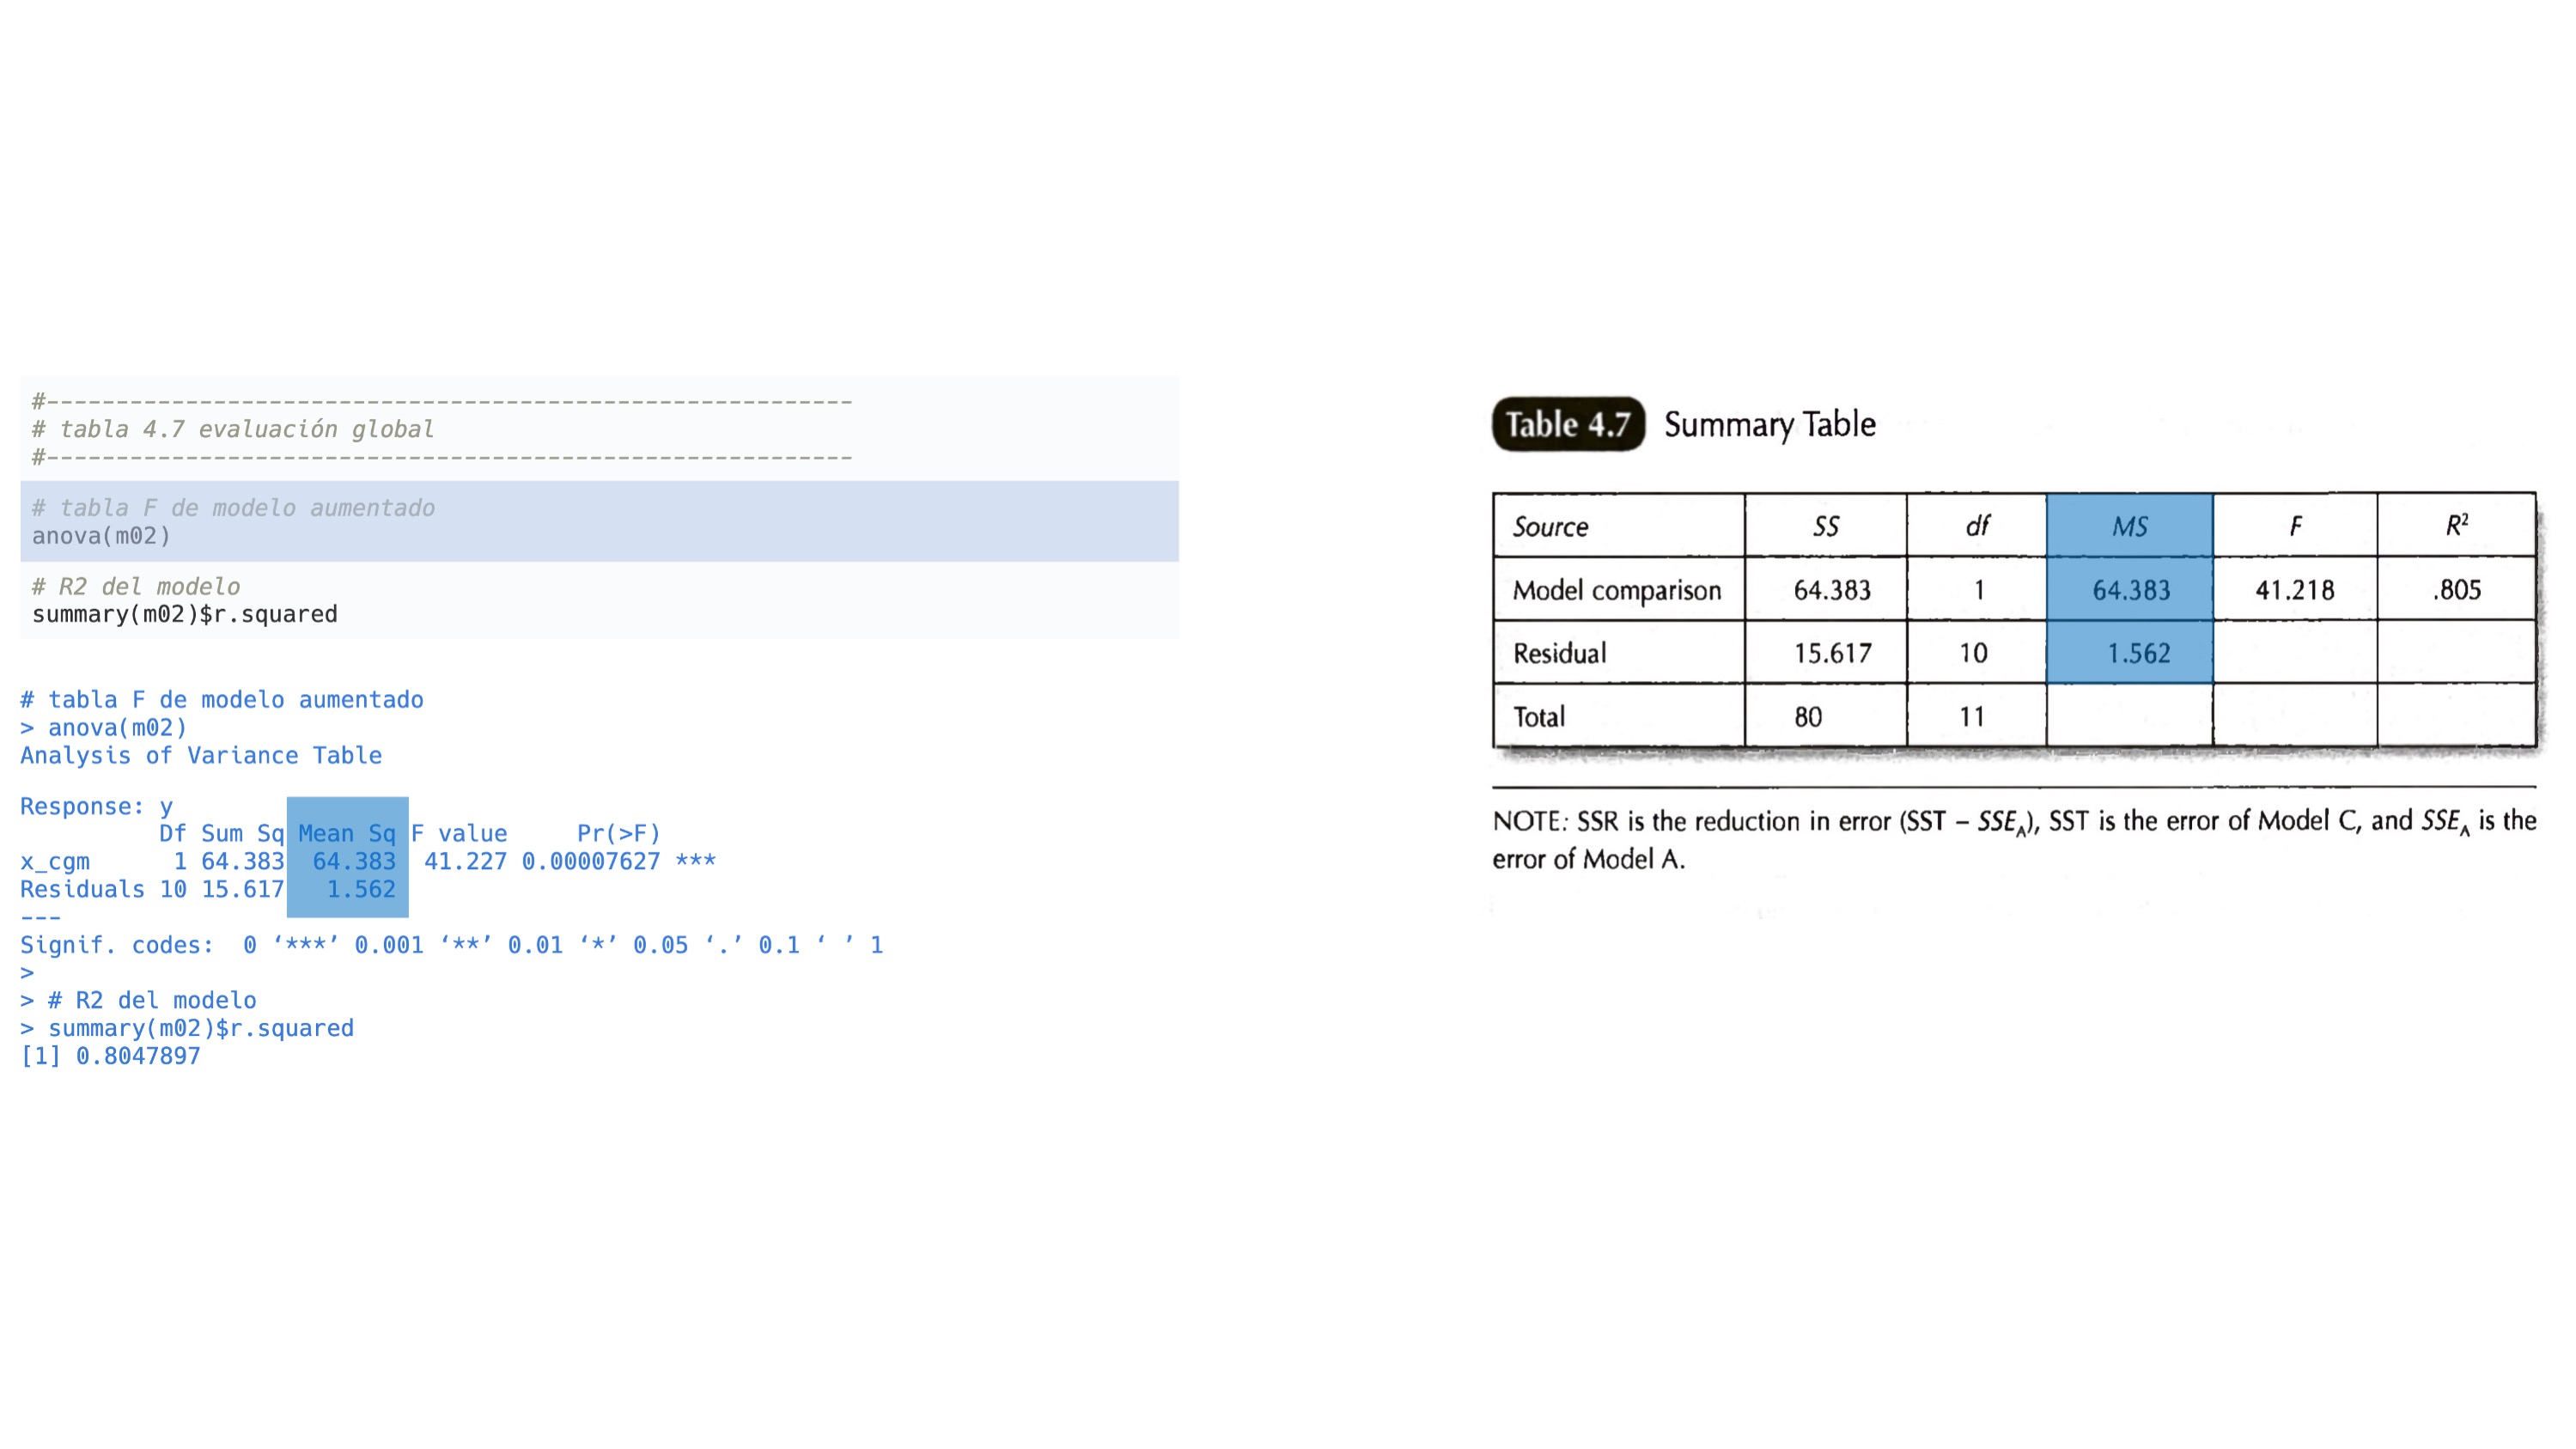 #----------------------------------------------------------
# tabla 4.7 evaluación global
#----------------------------------------------------------
# tabla F de modelo aumentado
anova(m02)
# R2 del modelo
summary(m02)$r.squared
# tabla F de modelo aumentado
> anova(m02)
Analysis of Variance Table
Response: y
Df Sum Sq Mean Sq F value Pr(>F)
x_cgm 1 64.383 64.383 41.227 0.00007627 ***
Residuals 10 15.617 1.562
---
Signif. codes: 0 ‘***’ 0.001 ‘**’ 0.01 ‘*’ 0.05 ‘.’ 0.1 ‘ ’ 1
>
> # R2 del modelo
> summary(m02)$r.squared
[1] 0.8047897
Table 4.7 Summary Table
Source SS df MS F R²
Model comparison 64.383 1 64.383 41.218 .805
Residual 15.617 10 1.562
Total 80 11
NOTE: SSR is the reduction in error (SST – SSE_A), SST is the error of Model C, and SSE_A is the
error of Model A.